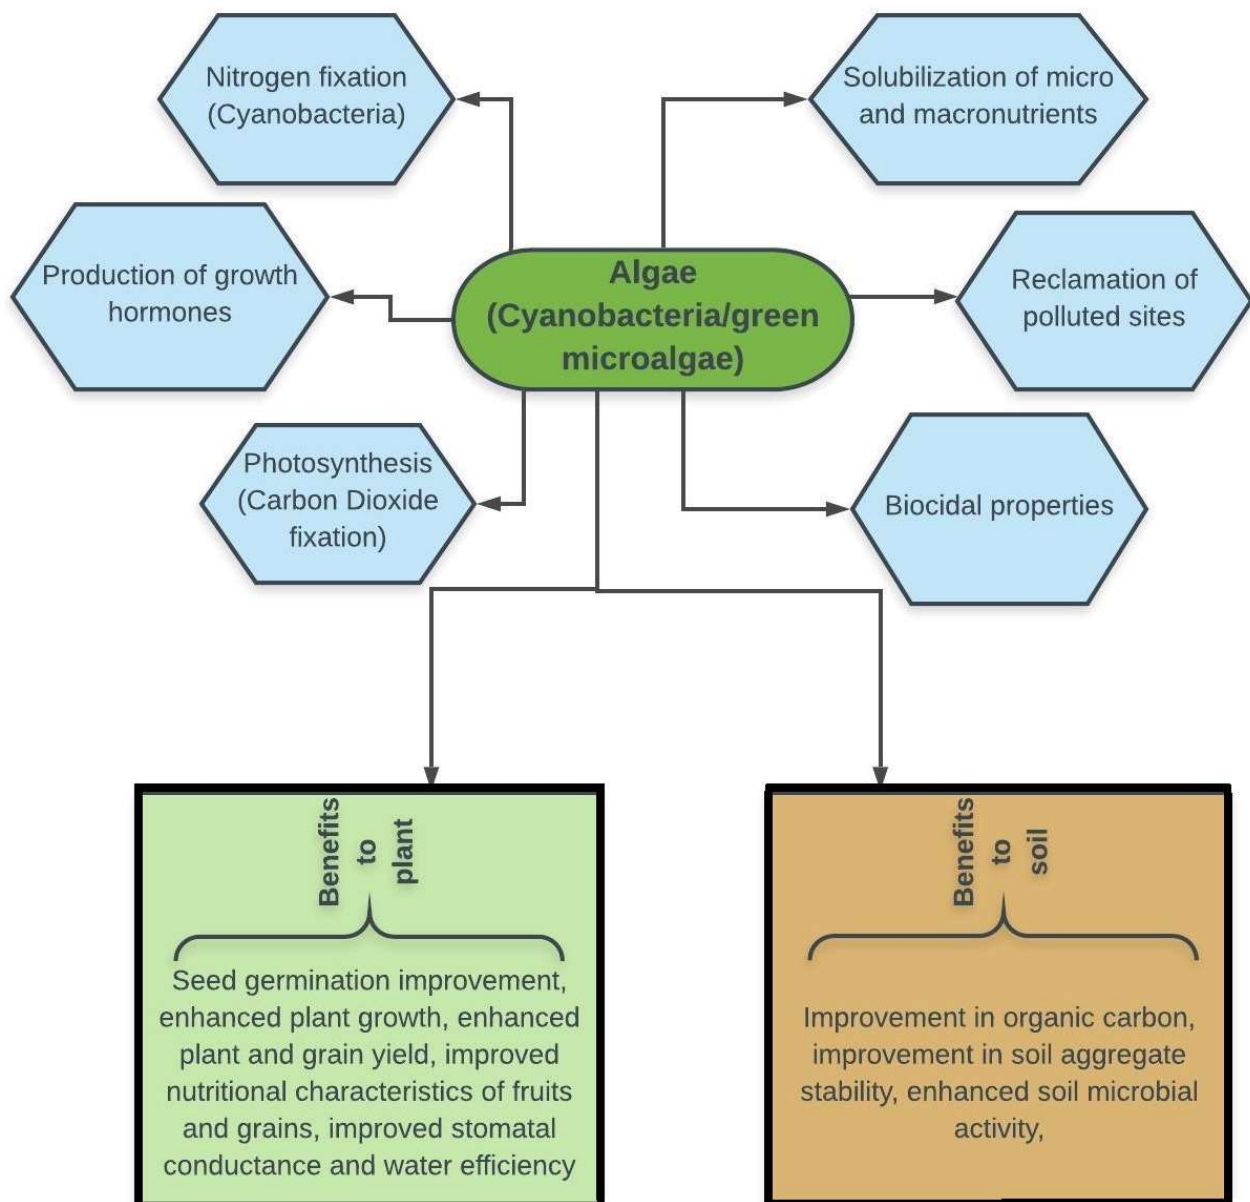 Nitrogen fixation
(Cyanobacteria)
Solubilization of micro
and macronutrients
Production of growth
hormones
Algae
(Cyanobacteria/green
microalgae)
Reclamation of
polluted sites
Photosynthesis
(Carbon Dioxide
fixation)
Biocidal properties
Benefits
to
plant
Seed germination improvement,
enhanced plant growth, enhanced
plant and grain yield, improved
nutritional characteristics of fruits
and grains, improved stomatal
conductance and water efficiency
Benefits
to
soil
Improvement in organic carbon,
improvement in soil aggregate
stability, enhanced soil microbial
activity,